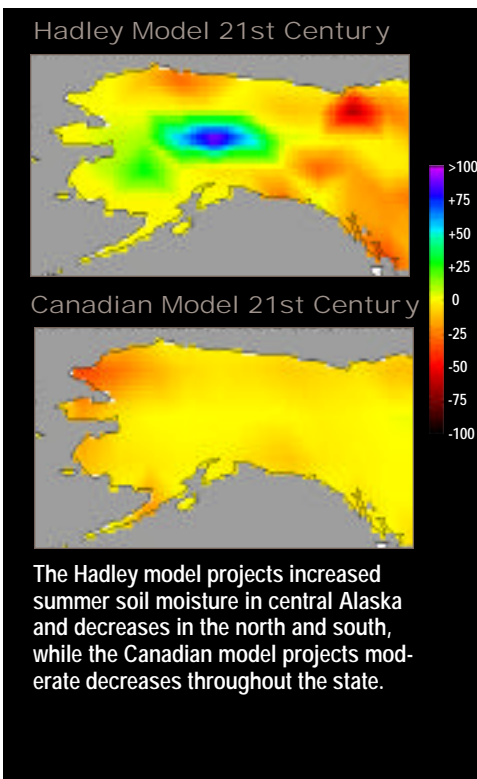 Hadley Model 21st Century
>100
+75
+50
+25
0
-25
-50
-75
-100
Canadian Model 21st Century
The Hadley model projects increased
summer soil moisture in central Alaska
and decreases in the north and south,
while the Canadian model projects mod-
erate decreases throughout the state.